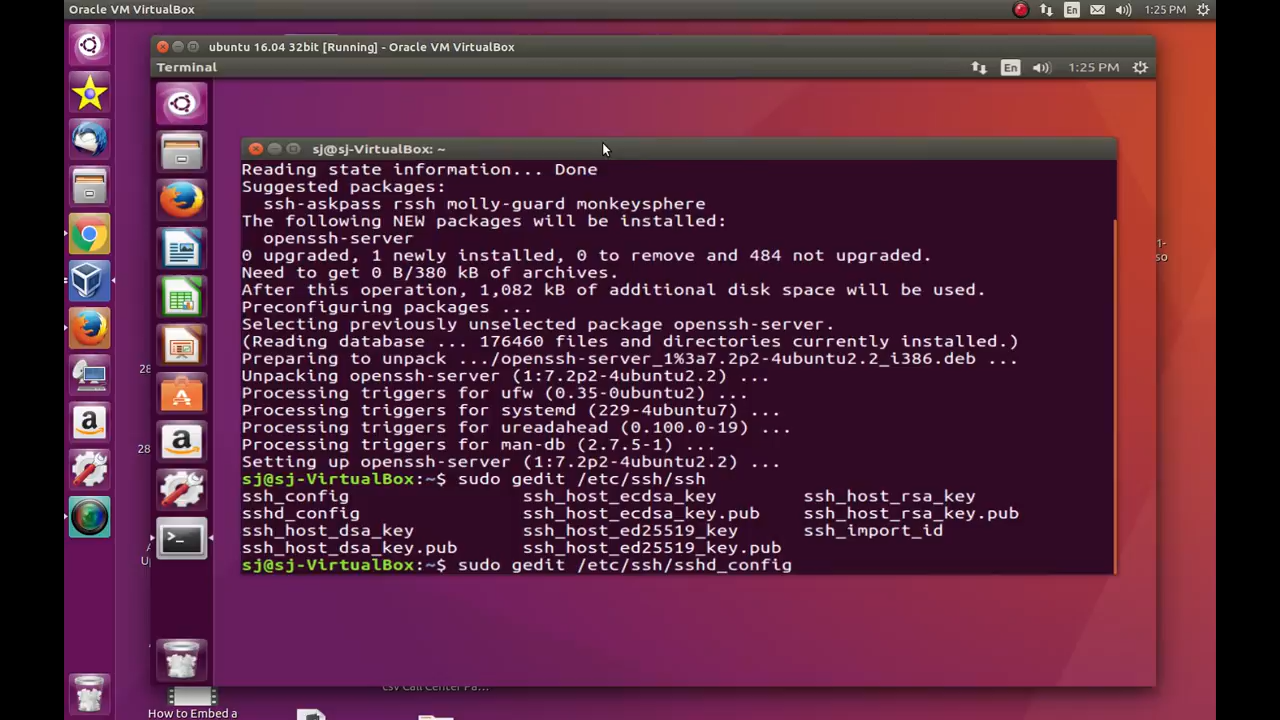 Oracle VM VirtualBox
En
1:25 PM
ubuntu 16.04 32bit [Running] - Oracle VM VirtualBox
Terminal
En
1:25 PM
sj@sj-VirtualBox: ~
Reading state information... Done
Suggested packages:
  ssh-askpass rssh molly-guard monkeysphere
The following NEW packages will be installed:
  openssh-server
0 upgraded, 1 newly installed, 0 to remove and 484 not upgraded.
Need to get 0 B/380 kB of archives.
After this operation, 1,082 kB of additional disk space will be used.
Preconfiguring packages ...
Selecting previously unselected package openssh-server.
(Reading database ... 176460 files and directories currently installed.)
Preparing to unpack .../openssh-server_1%3a7.2p2-4ubuntu2.2_i386.deb ...
Unpacking openssh-server (1:7.2p2-4ubuntu2.2) ...
Processing triggers for ufw (0.35-0ubuntu2) ...
Processing triggers for systemd (229-4ubuntu7) ...
Processing triggers for ureadahead (0.100.0-19) ...
Processing triggers for man-db (2.7.5-1) ...
Setting up openssh-server (1:7.2p2-4ubuntu2.2) ...
sj@sj-VirtualBox:~$ sudo gedit /etc/ssh/ssh
ssh_config ssh_host_ecdsa_key ssh_host_rsa_key
sshd_config ssh_host_ecdsa_key.pub ssh_host_rsa_key.pub
ssh_host_dsa_key ssh_host_ed25519_key ssh_import_id
ssh_host_dsa_key.pub ssh_host_ed25519_key.pub
sj@sj-VirtualBox:~$ sudo gedit /etc/ssh/sshd_config
1-
so
28
28
How to Embed a